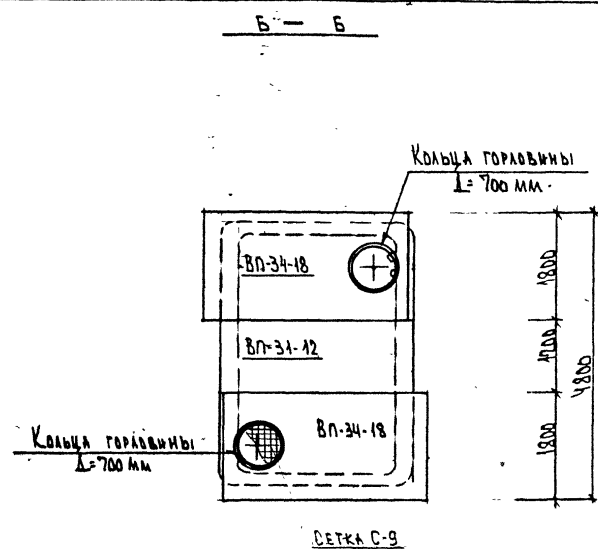 Б — Б
Кольца горловины
Д=700 мм.
ВП-34-18
1800
ВП-31-12
1200
4800
Кольца горловины
Д=700 мм
ВП-34-18
1800
Сетка С-9